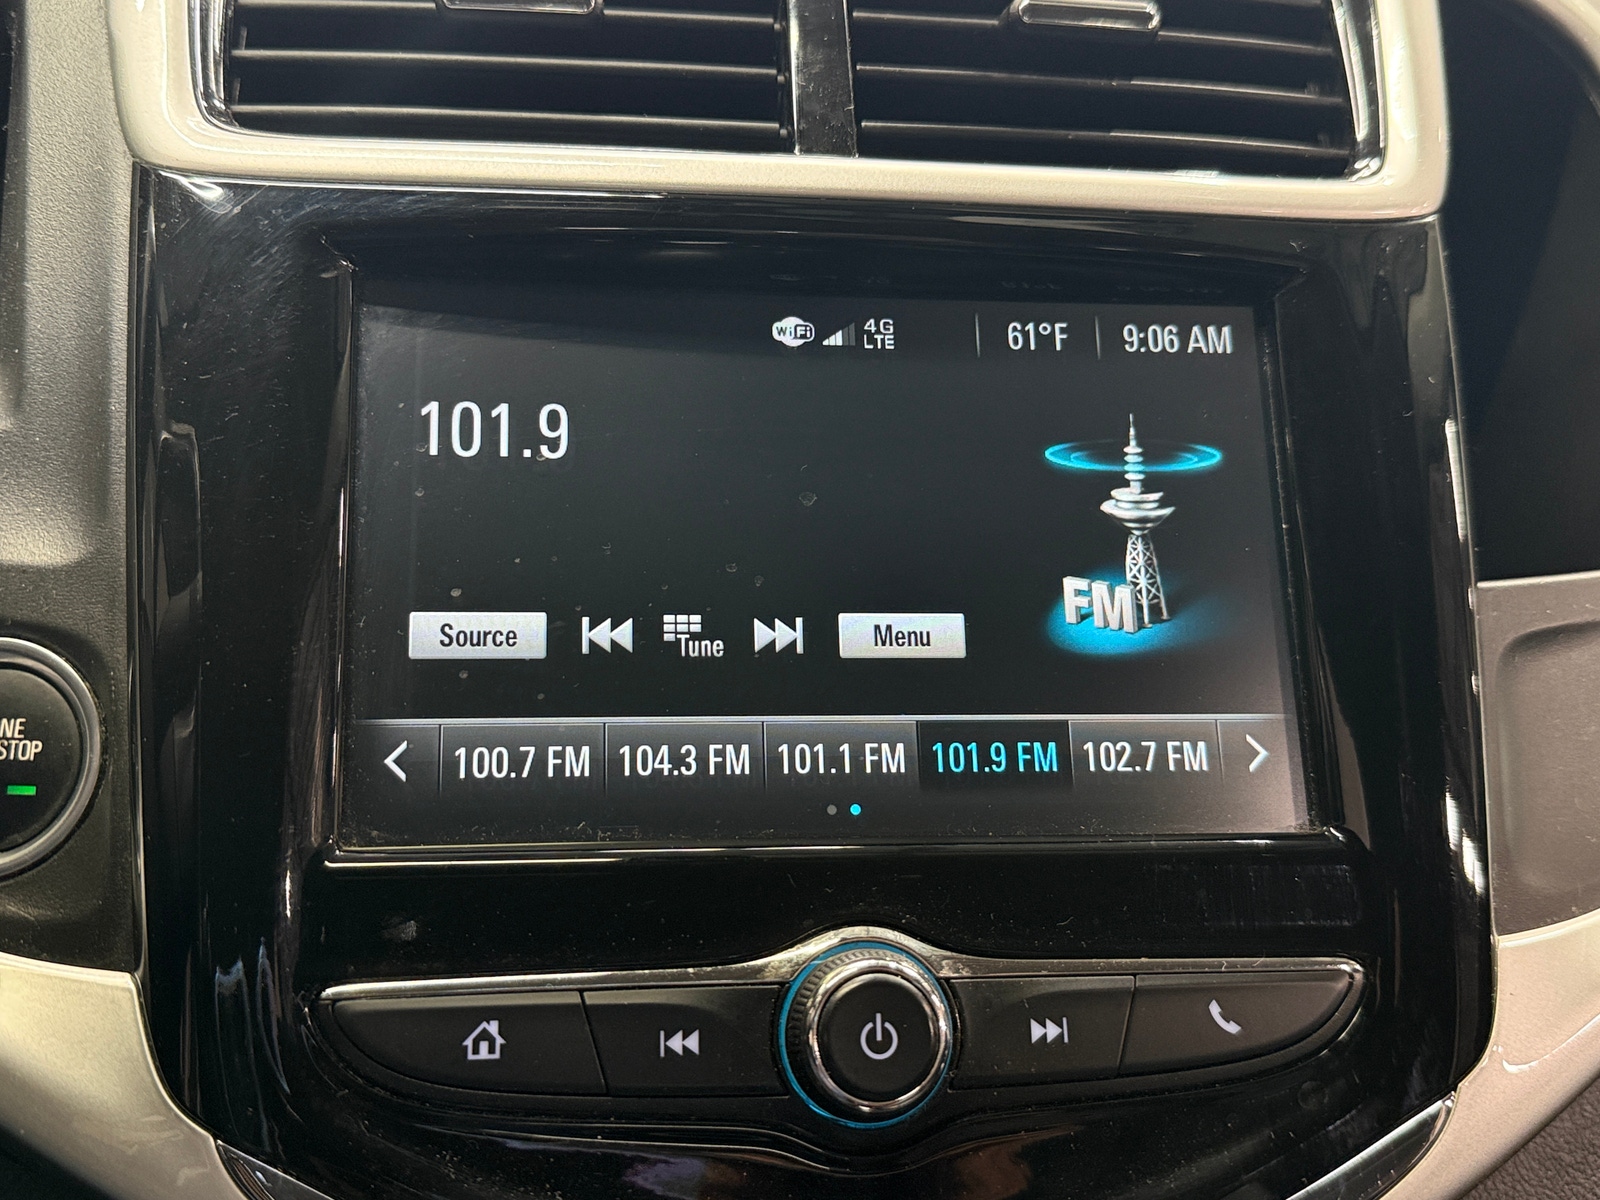 WiFi 4G LTE 61°F 9:06 AM
101.9
FM
Source Tune Menu
100.7 FM 104.3 FM 101.1 FM 101.9 FM 102.7 FM
NE
STOP